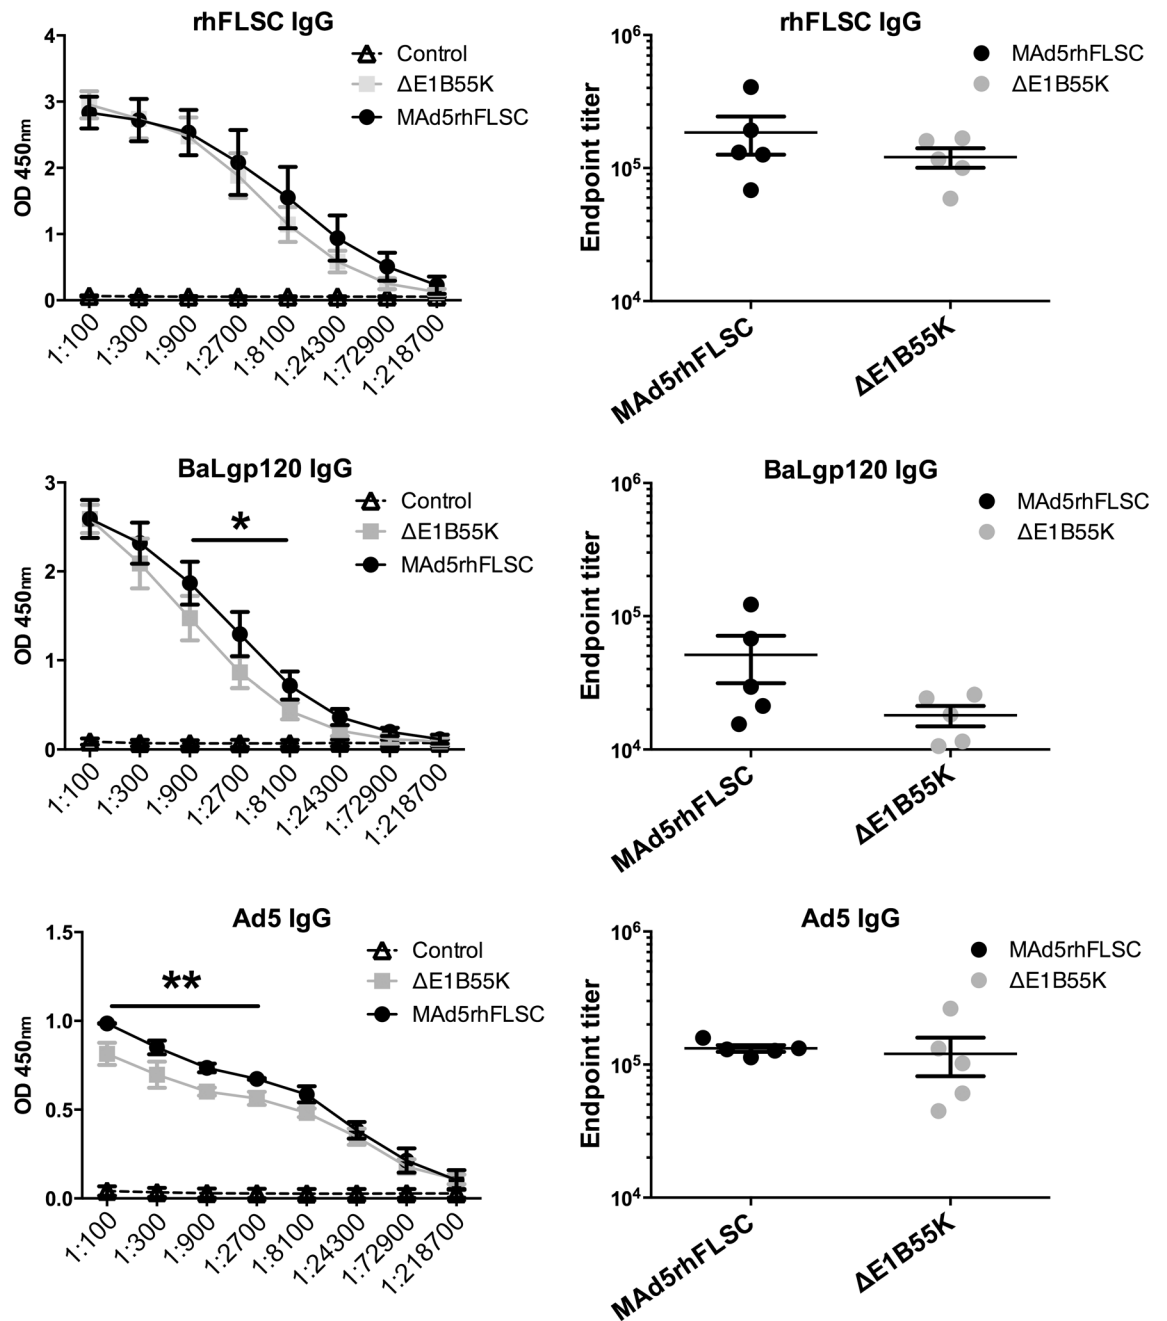 rhFLSC IgG
4
3
2
1
0
OD 450nm
Control
ΔE1B55K
MAd5rhFLSC
1:100
1:300
1:900
1:2700
1:8100
1:24300
1:72900
1:218700
rhFLSC IgG
10⁶
10⁵
10⁴
Endpoint titer
MAd5rhFLSC
ΔE1B55K
MAd5rhFLSC
ΔE1B55K
BaLgp120 IgG
3
2
1
0
OD 450nm
*
Control
ΔE1B55K
MAd5rhFLSC
1:100
1:300
1:900
1:2700
1:8100
1:24300
1:72900
1:218700
BaLgp120 IgG
10⁶
10⁵
10⁴
Endpoint titer
MAd5rhFLSC
ΔE1B55K
MAd5rhFLSC
ΔE1B55K
Ad5 IgG
1.5
1.0
0.5
0.0
OD 450nm
**
Control
ΔE1B55K
MAd5rhFLSC
1:100
1:300
1:900
1:2700
1:8100
1:24300
1:72900
1:218700
Ad5 IgG
10⁶
10⁵
10⁴
Endpoint titer
MAd5rhFLSC
ΔE1B55K
MAd5rhFLSC
ΔE1B55K